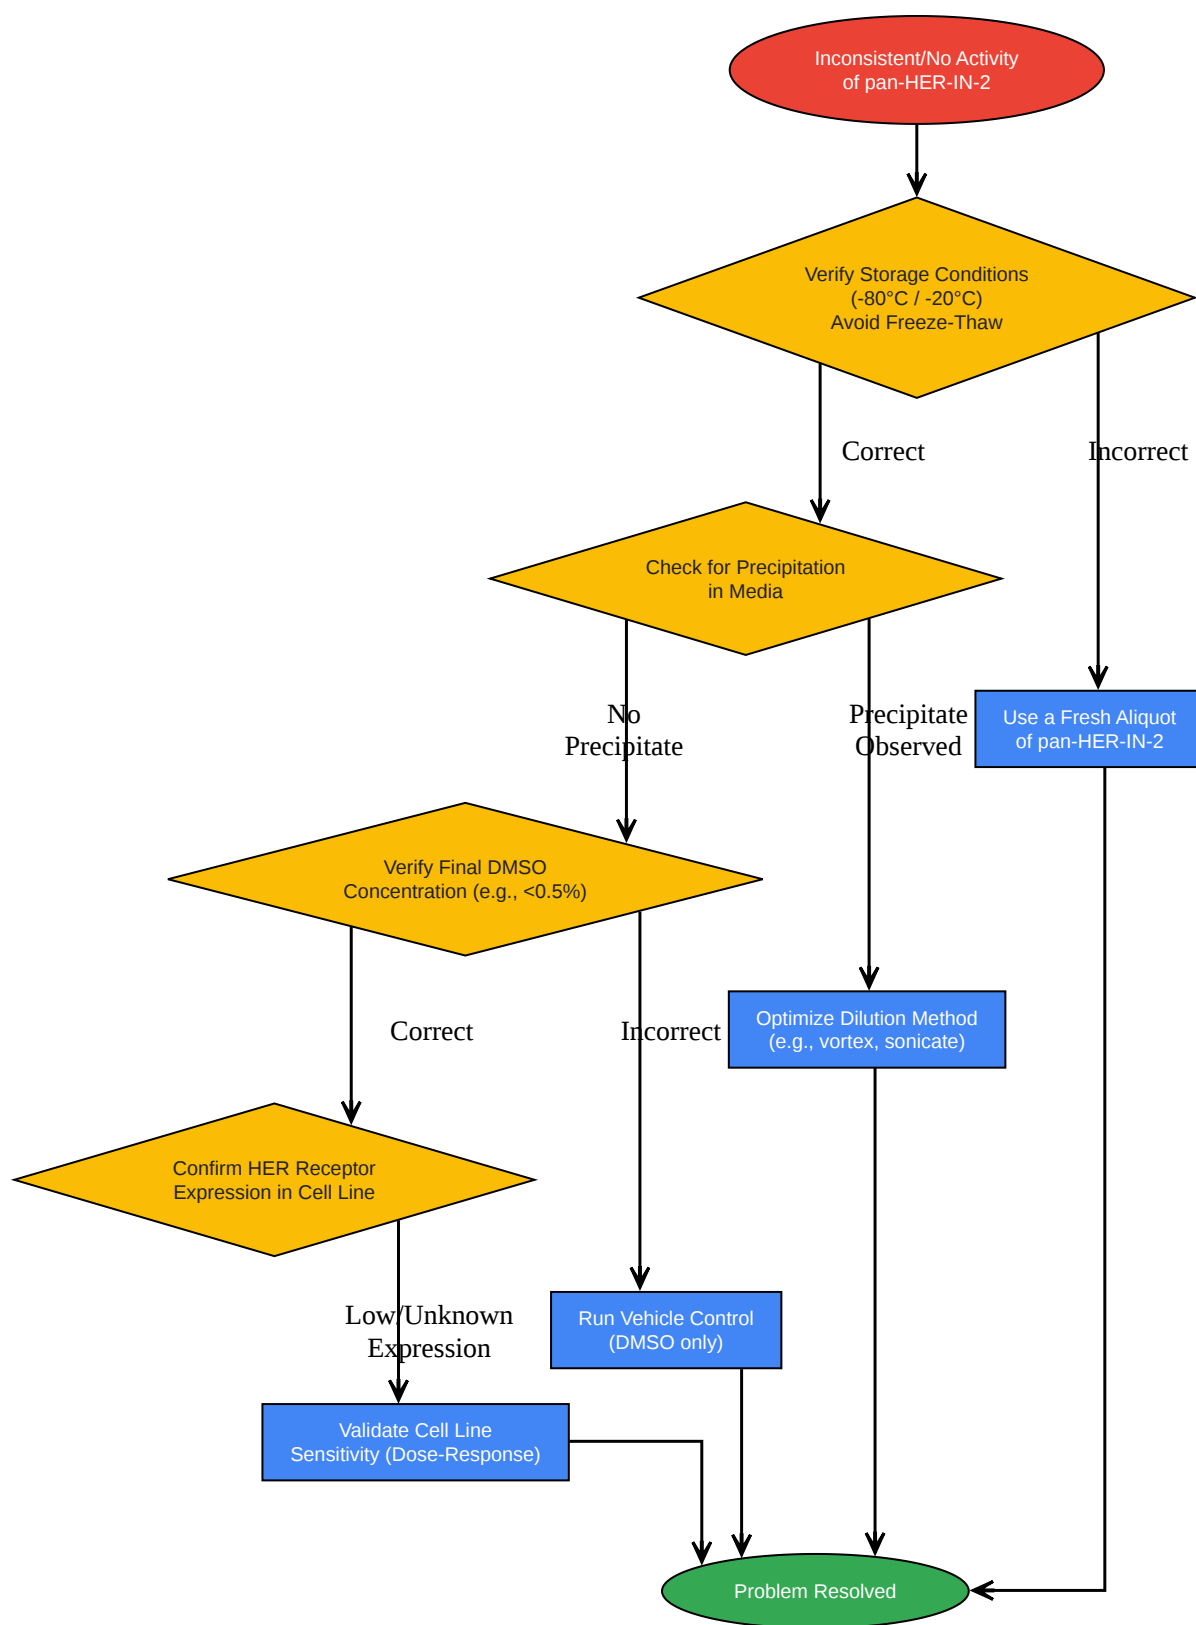 Inconsistent/No Activity
of pan-HER-IN-2
Verify Storage Conditions
(-80°C / -20°C)
Avoid Freeze-Thaw
Correct
Incorrect
Check for Precipitation
in Media
No
Precipitate
Precipitate
Observed
Use a Fresh Aliquot
of pan-HER-IN-2
Verify Final DMSO
Concentration (e.g., <0.5%)
Correct
Incorrect
Optimize Dilution Method
(e.g., vortex, sonicate)
Confirm HER Receptor
Expression in Cell Line
Low/Unknown
Expression
Run Vehicle Control
(DMSO only)
Validate Cell Line
Sensitivity (Dose-Response)
Problem Resolved